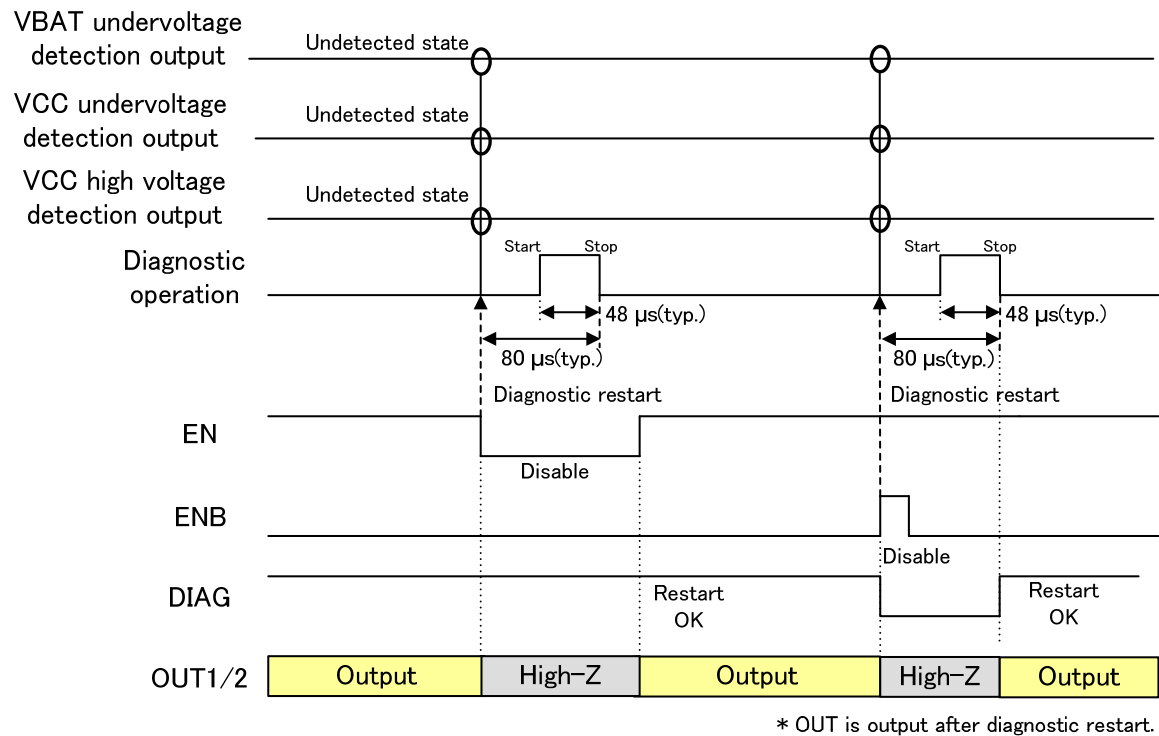 VBAT undervoltage
detection output
Undetected state
VCC undervoltage
detection output
Undetected state
VCC high voltage
detection output
Undetected state
Diagnostic
operation
Start
Stop
Start
Stop
48 μs(typ.)
48 μs(typ.)
80 μs(typ.)
80 μs(typ.)
Diagnostic restart
Diagnostic restart
EN
Disable
ENB
Disable
DIAG
Restart
OK
Restart
OK
OUT1/2
Output
High-Z
Output
High-Z
Output
* OUT is output after diagnostic restart.